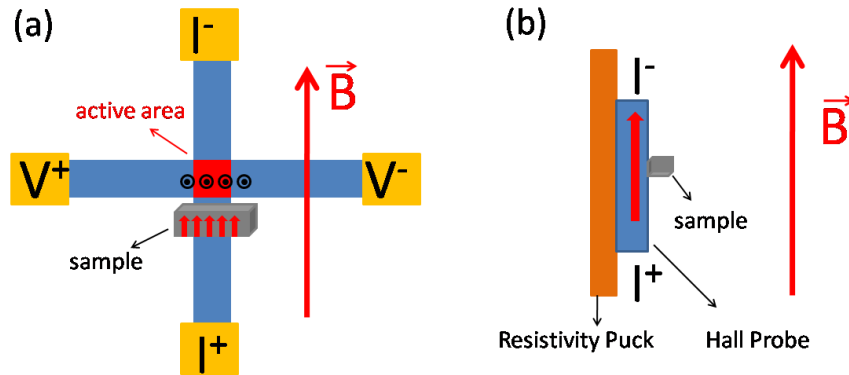 (a)
I-
active area
B
V+
V-
sample
I+
(b)
I-
B
sample
I+
Resistivity Puck
Hall Probe